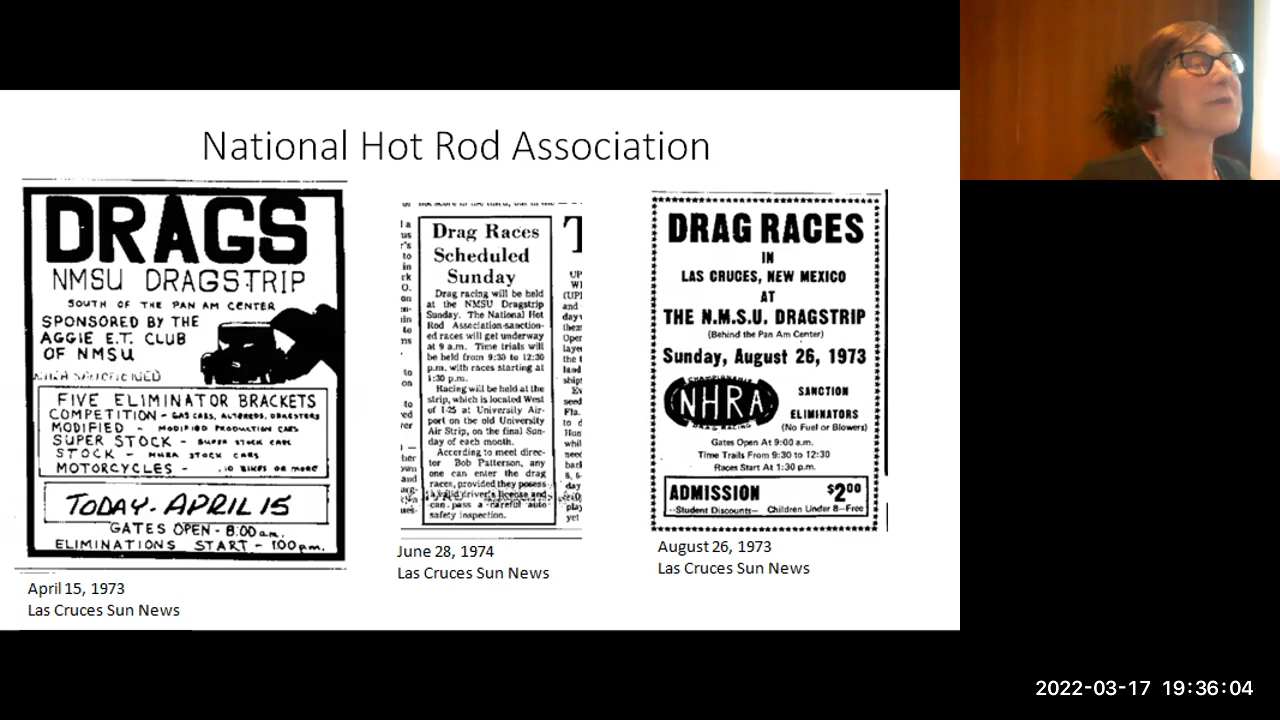 National Hot Rod Association
DRAGS
NMSU DRAGSTRIP
SOUTH OF THE PAN AM CENTER
SPONSORED BY THE
AGGIE E.T. CLUB
OF NMSU
FIVE ELIMINATOR BRACKETS
COMPETITION - GAS CARS, ALTEREDS, DRAGSTERS
MODIFIED - MODIFIED PRODUCTION CARS
SUPER STOCK - SUPER STOCK CARS
STOCK - NHRA STOCK CARS
MOTORCYCLES - 10 BIKES OR MORE
TODAY-APRIL 15
GATES OPEN - 8:00am.
ELIMINATIONS START - 100pm.
April 15, 1973
Las Cruces Sun News
Drag Races
Scheduled
Sunday
Drag racing will be held
at the NMSU Dragstrip
Sunday. The National Hot
Rod Association-sanction-
ed races will get underway
at 9 a.m. Time trials will
be held from 9:30 to 12:30
p.m. with races starting at
1:30 p.m.
Racing will be held at the
strip, which is located West
of I-25 at University Air-
port on the old University
Air Strip, on the final Sun-
day of each month.
According to meet direc-
tor Bob Patterson, any
one can enter the drag
races, provided they posess
a valid driver's license and
can pass a careful auto
safety inspection.
June 28, 1974
Las Cruces Sun News
DRAG RACES
IN
LAS CRUCES, NEW MEXICO
AT
THE N.M.S.U. DRAGSTRIP
(Behind the Pan Am Center)
Sunday, August 26, 1973
CHAMPIONSHIP
NHRA
DRAG RACING
SANCTION
ELIMINATORS
(No Fuel or Blowers)
Gates Open At 9:00 a.m.
Time Trails From 9:30 to 12:30
Races Start At 1:30 p.m.
ADMISSION $2.00
--Student Discounts-- Children Under 8--Free
August 26, 1973
Las Cruces Sun News
2022-03-17 19:36:04